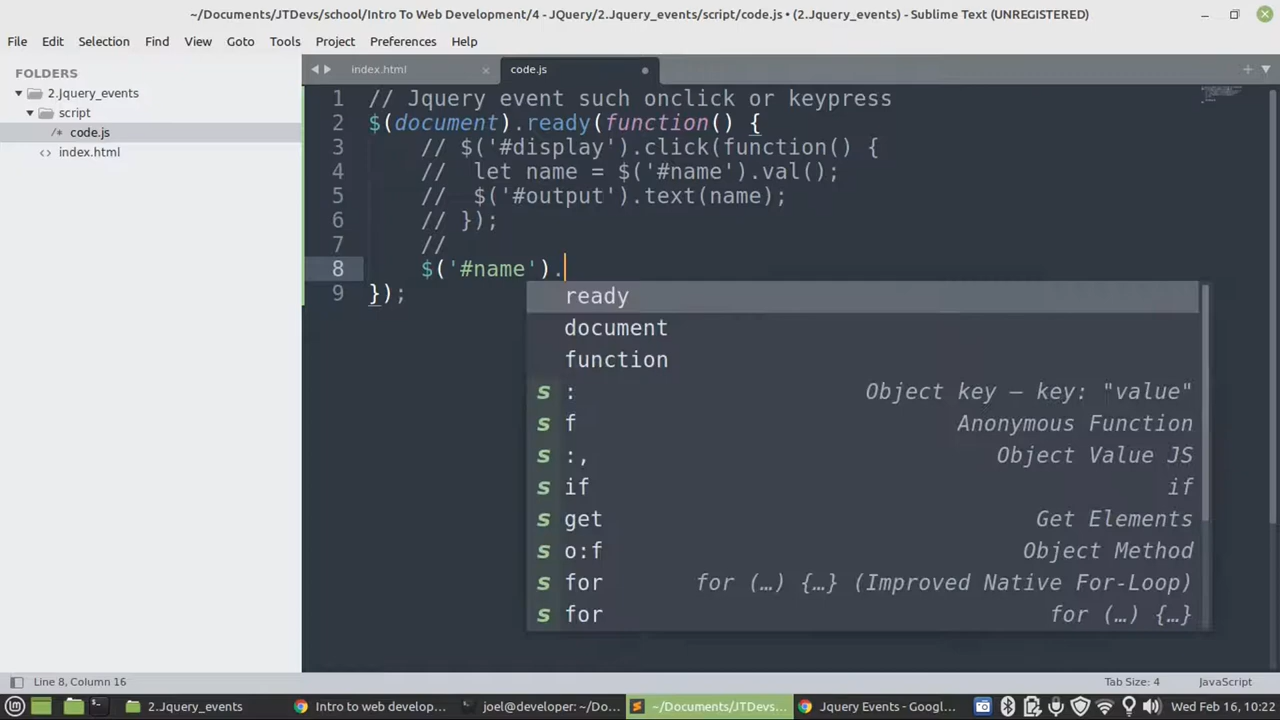 ~/Documents/JTDevs/school/Intro To Web Development/4 - JQuery/2.Jquery_events/script/code.js • (2.Jquery_events) - Sublime Text (UNREGISTERED)
File Edit Selection Find View Goto Tools Project Preferences Help
FOLDERS
2.Jquery_events
script
/* code.js
<> index.html
index.html
code.js
1 // Jquery event such onclick or keypress
2 $(document).ready(function() {
3 // $('#display').click(function() {
4 // let name = $('#name').val();
5 // $('#output').text(name);
6 // });
7 //
8 $('#name').
9 });
ready
document
function
s : Object key — key: "value"
s f Anonymous Function
s :, Object Value JS
s if if
s get Get Elements
s o:f Object Method
s for for (…) {…} (Improved Native For-Loop)
s for for (…) {…}
Line 8, Column 16
Tab Size: 4
JavaScript
2.Jquery_events
Intro to web develop...
joel@developer: ~/Do...
~/Documents/JTDevs/s...
Jquery Events - Googl...
Wed Feb 16, 10:22